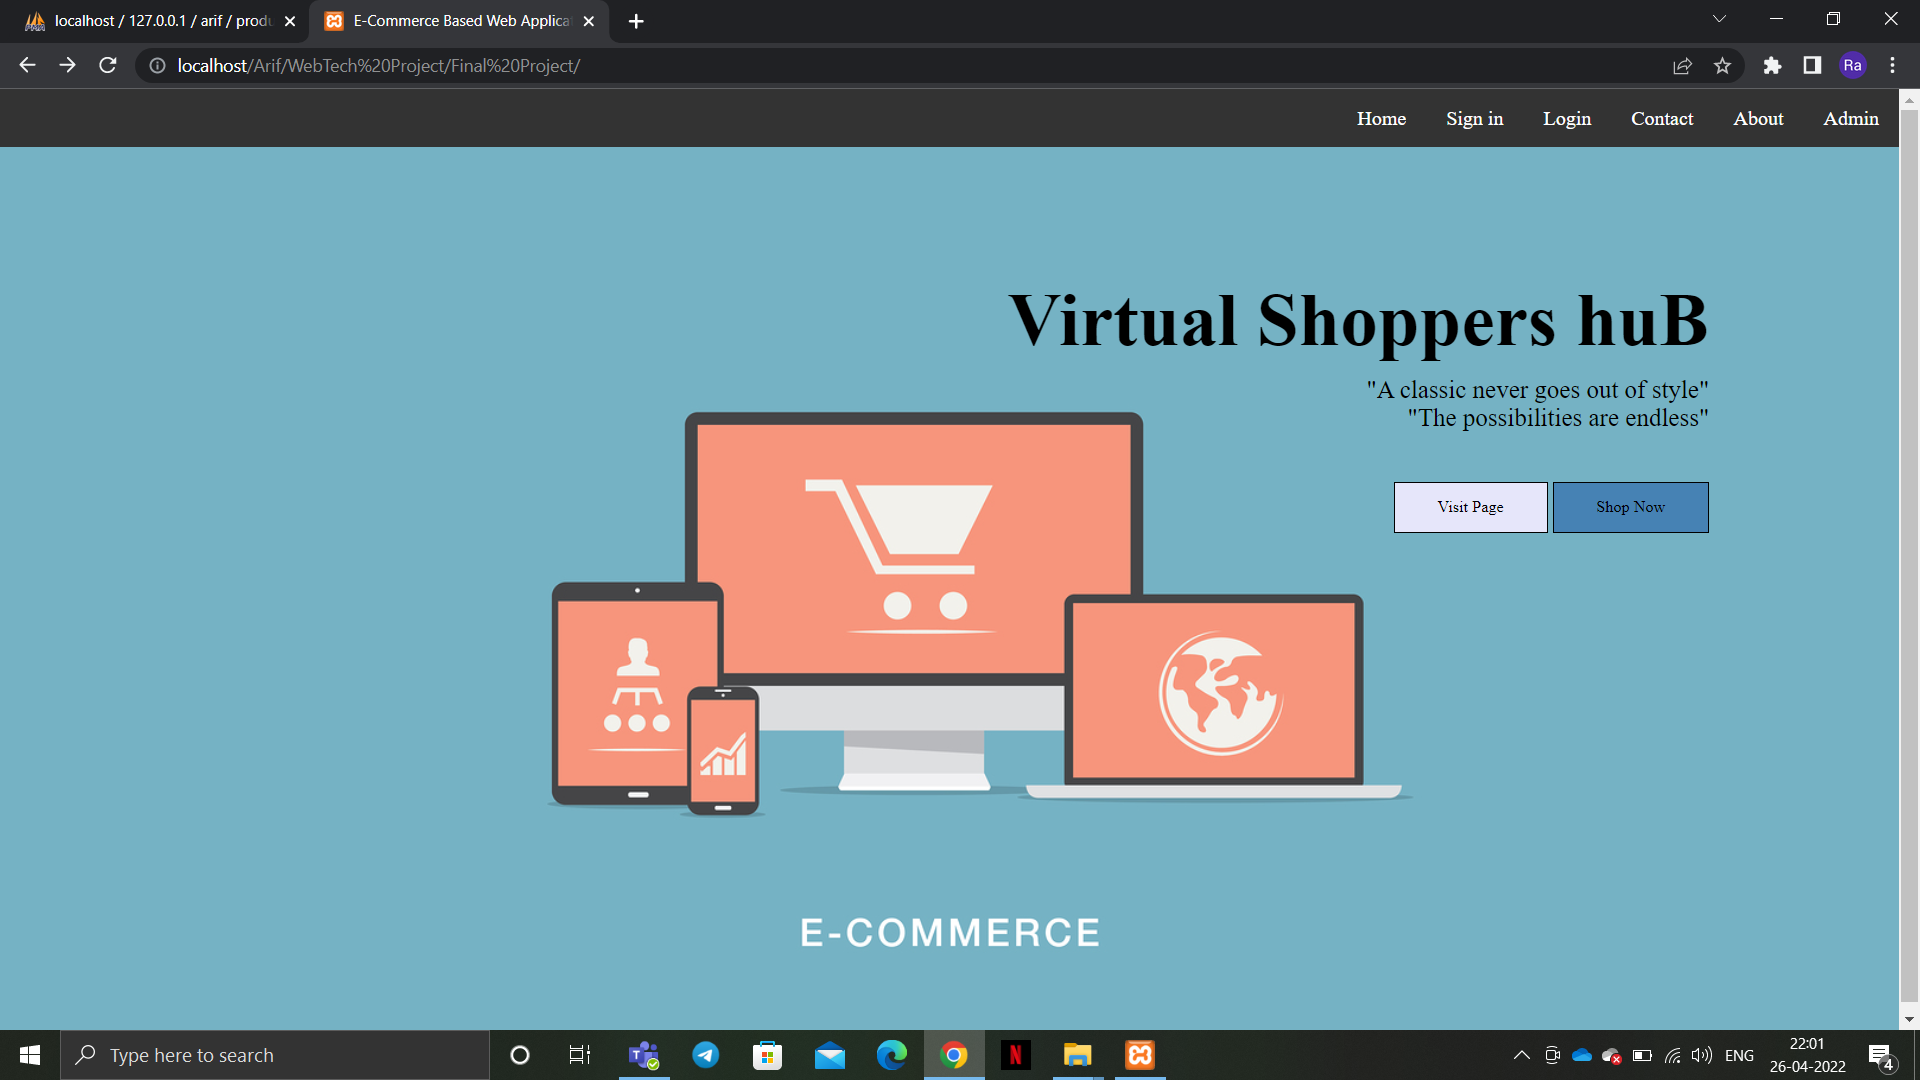 localhost / 127.0.0.1 / arif / produ
E-Commerce Based Web Applica
localhost/Arif/WebTech%20Project/Final%20Project/
Ra
Home Sign in Login Contact About Admin
Virtual Shoppers huB
"A classic never goes out of style"
"The possibilities are endless"
Visit Page Shop Now
E-COMMERCE
Type here to search
ENG
22:01
26-04-2022
4